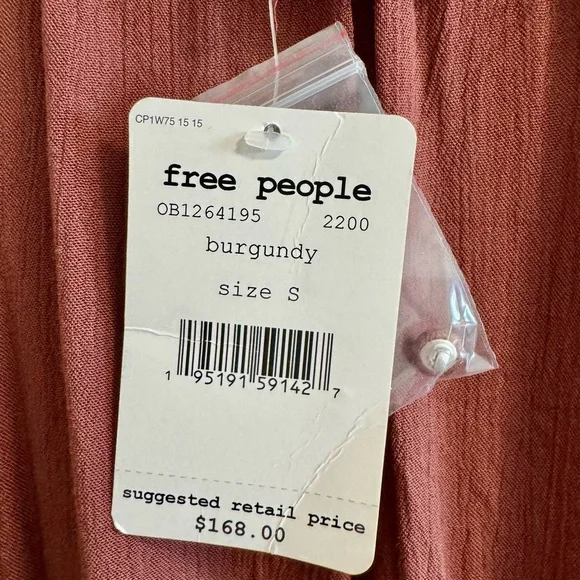 CP1W75 15 15
free people
OB1264195 2200
burgundy
size S
1 95191 59142 7
suggested retail price
$168.00